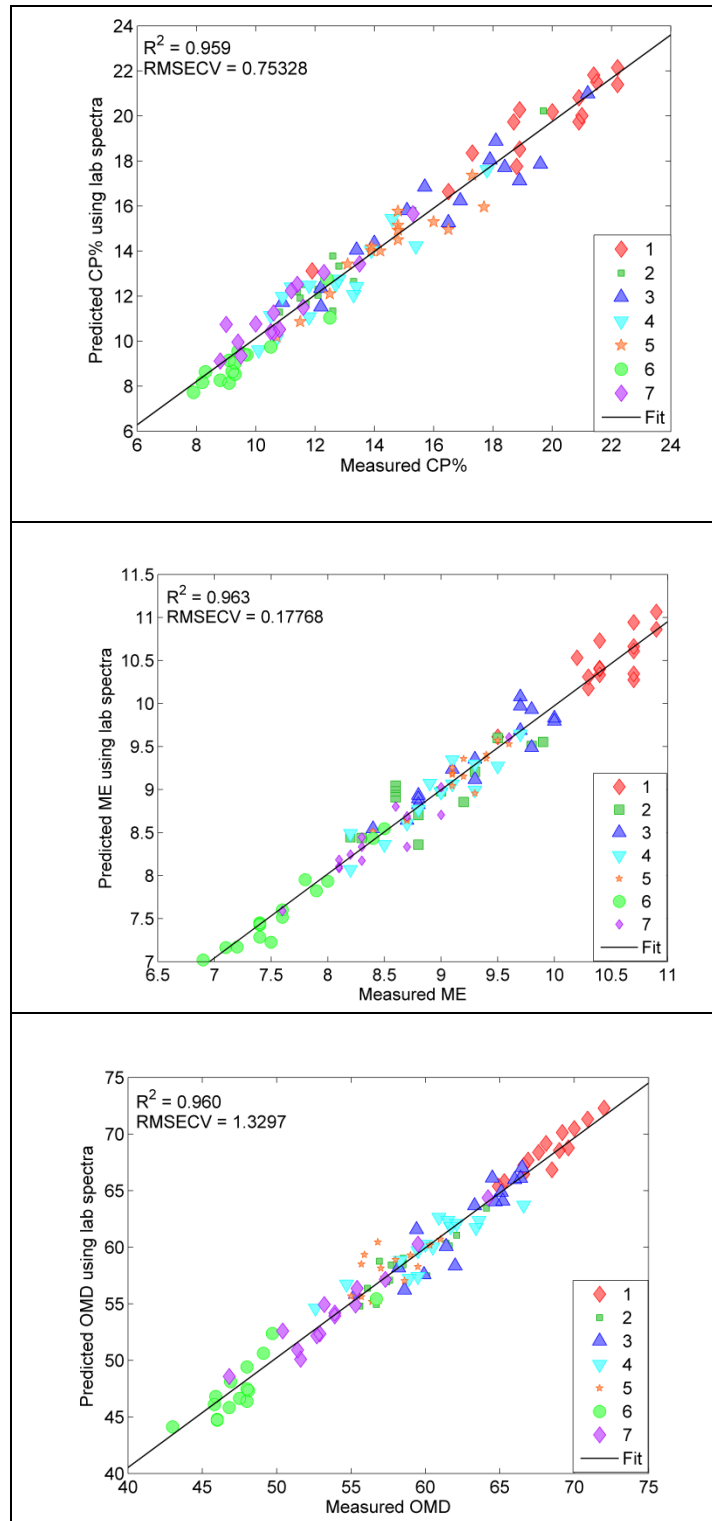 24
22
20
18
16
14
12
10
8
6
R² = 0.959
RMSECV = 0.75328
Predicted CP% using lab spectra
1
2
3
4
5
6
7
Fit
6 8 10 12 14 16 18 20 22 24
Measured CP%
11.5
11
10.5
10
9.5
9
8.5
8
7.5
7
R² = 0.963
RMSECV = 0.17768
Predicted ME using lab spectra
1
2
3
4
5
6
7
Fit
6.5 7 7.5 8 8.5 9 9.5 10 10.5 11
Measured ME
75
70
65
60
55
50
45
40
R² = 0.960
RMSECV = 1.3297
Predicted OMD using lab spectra
1
2
3
4
5
6
7
Fit
40 45 50 55 60 65 70 75
Measured OMD